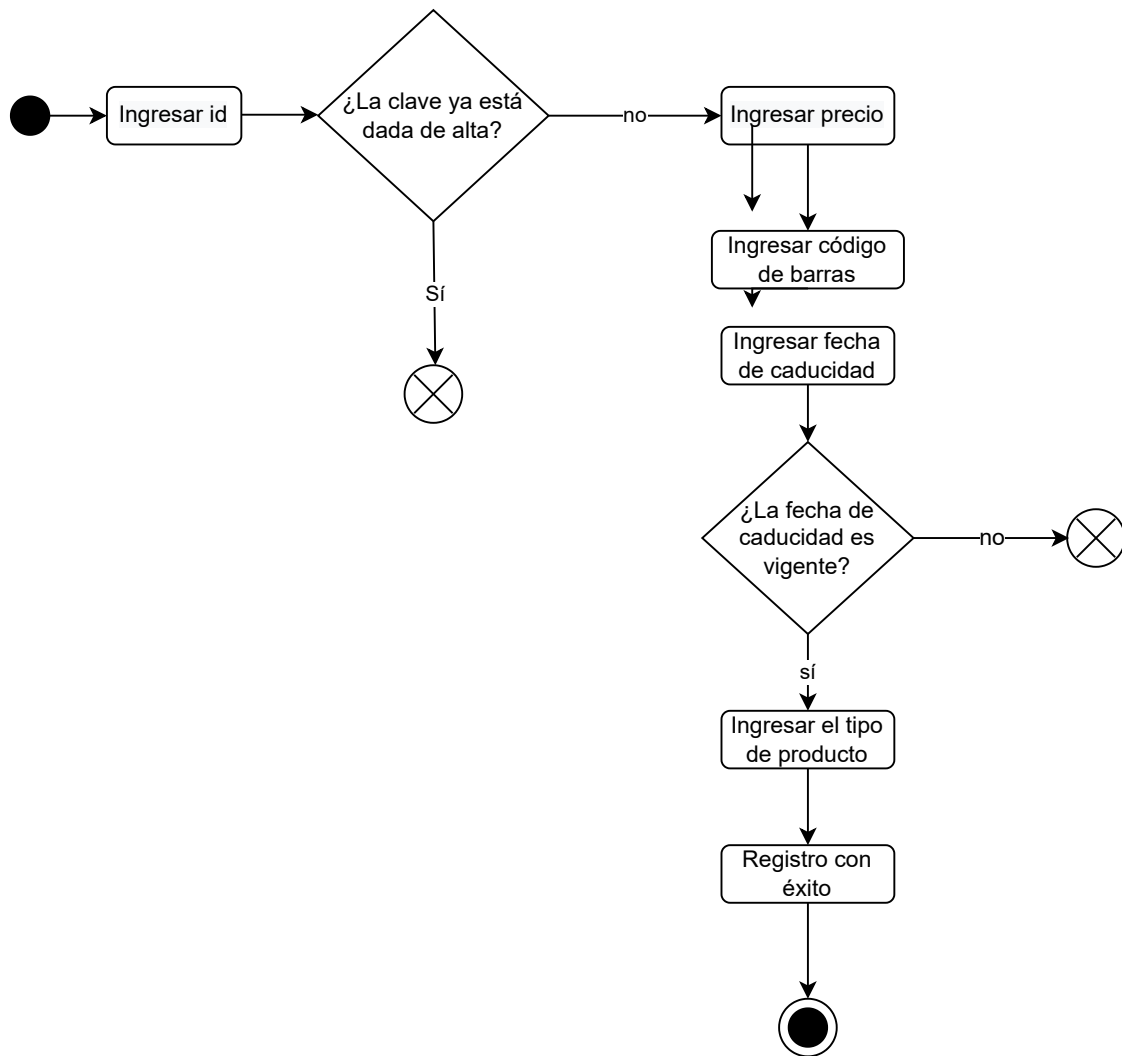 Ingresar id
¿La clave ya está
dada de alta?
no
Ingresar precio
Ingresar código
de barras
Sí
Ingresar fecha
de caducidad
¿La fecha de
caducidad es
vigente?
no
sí
Ingresar el tipo
de producto
Registro con
éxito